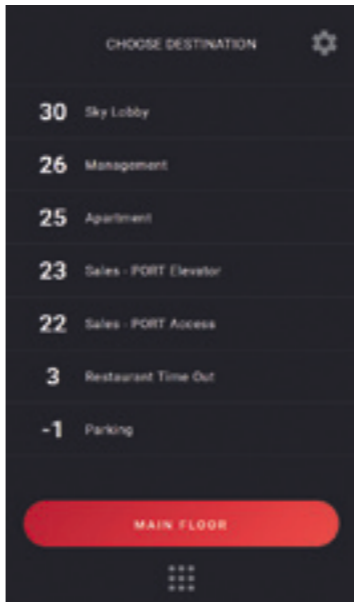 CHOOSE DESTINATION
30 Sky Lobby
26 Management
25 Apartment
23 Sales - PORT Elevator
22 Sales - PORT Access
3 Restaurant Time Out
-1 Parking
MAIN FLOOR